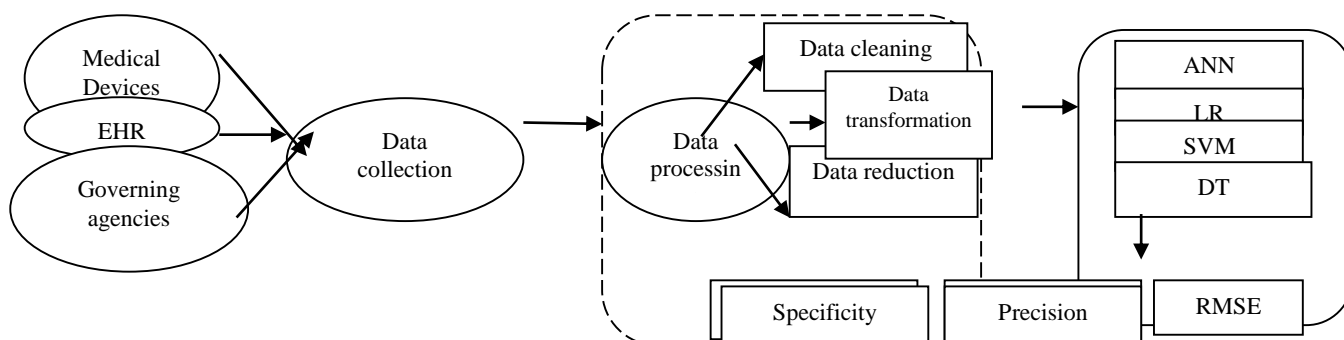 Medical
Devices
EHR
Governing
agencies
Data
collection
Data
processin
Data cleaning
Data
transformation
Data reduction
ANN
LR
SVM
DT
Specificity
Precision
RMSE